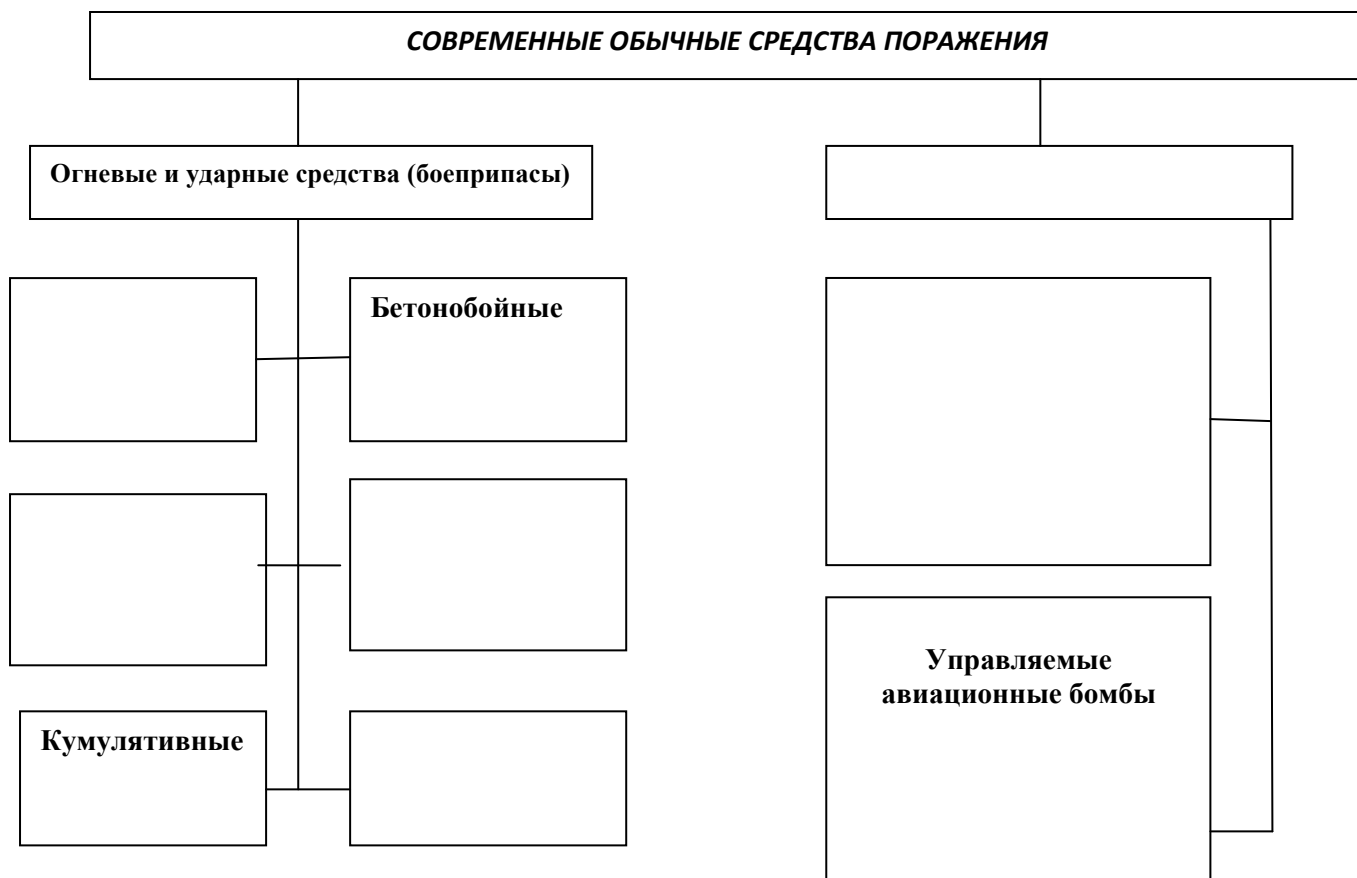 СОВРЕМЕННЫЕ ОБЫЧНЫЕ СРЕДСТВА ПОРАЖЕНИЯ
Огневые и ударные средства (боеприпасы)
Бетонобойные
Кумулятивные
Управляемые
авиационные бомбы